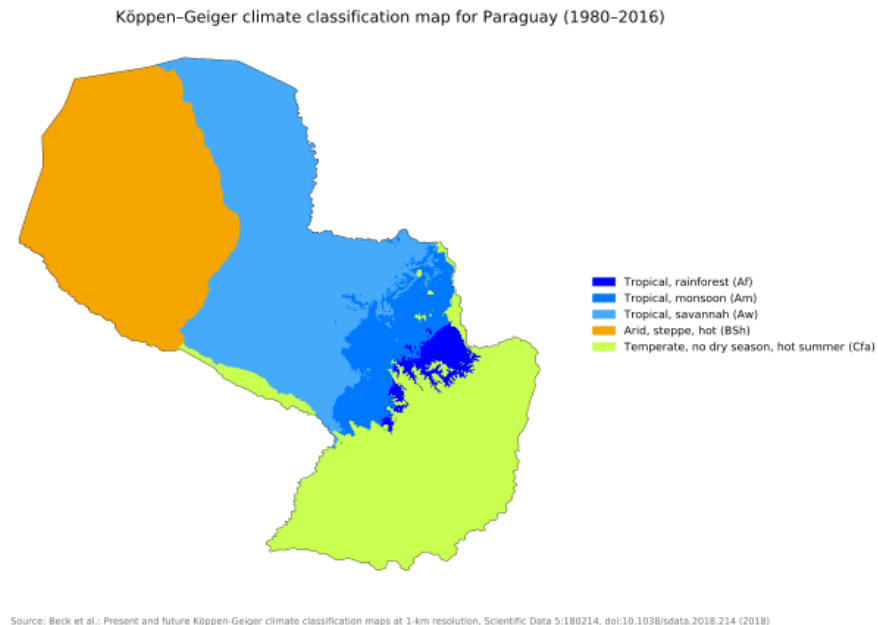 Köppen–Geiger climate classification map for Paraguay (1980–2016)
Tropical, rainforest (Af)
Tropical, monsoon (Am)
Tropical, savannah (Aw)
Arid, steppe, hot (BSh)
Temperate, no dry season, hot summer (Cfa)
Source: Beck et al.: Present and future Köppen-Geiger climate classification maps at 1-km resolution, Scientific Data 5:180214, doi:10.1038/sdata.2018.214 (2018)